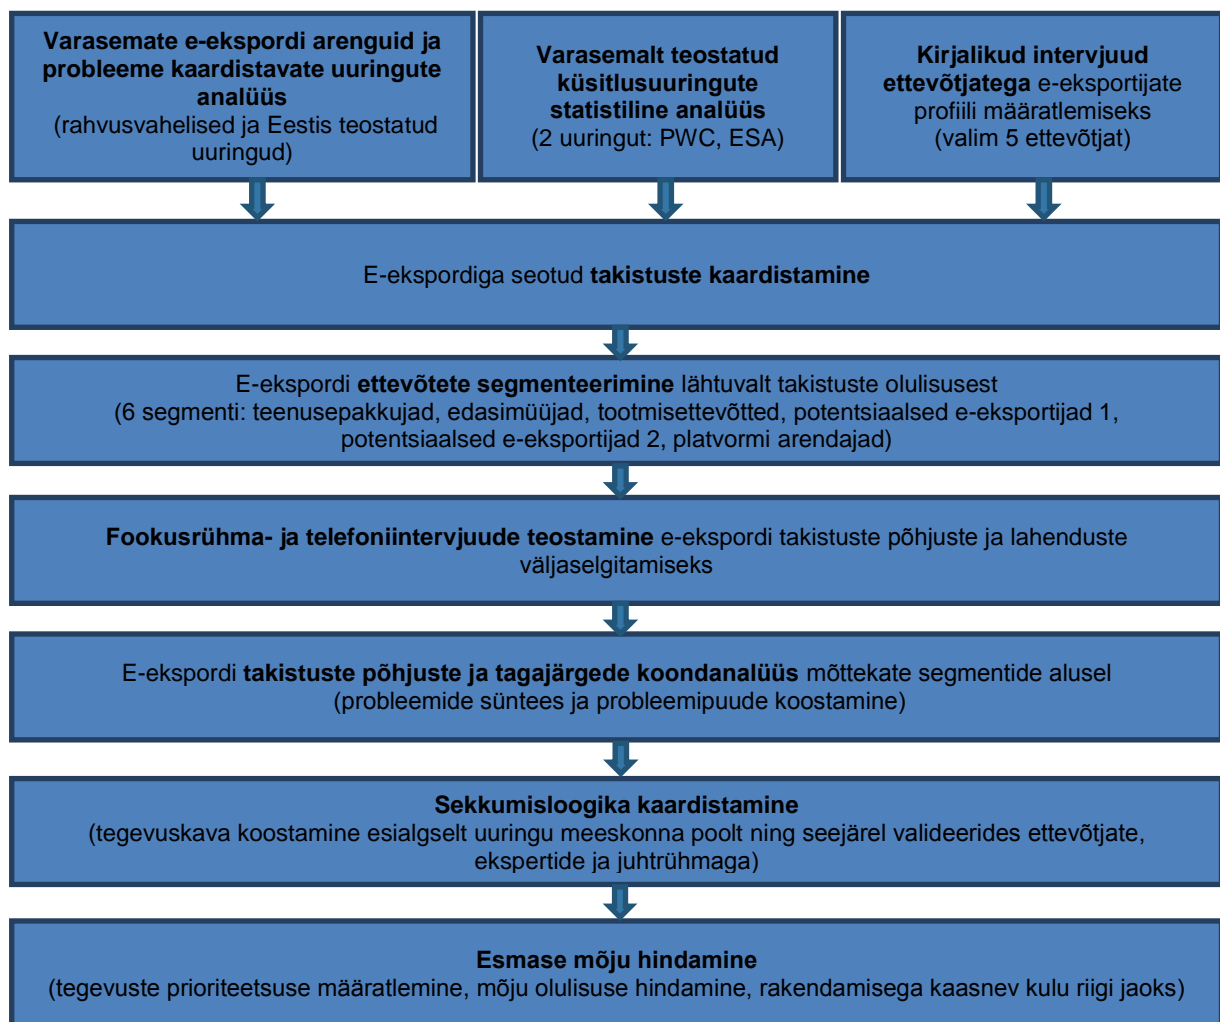 Varasemate e-ekspordi arenguid ja
probleeme kaardistavate uuringute
analüüs
(rahvusvahelised ja Eestis teostatud
uuringud)
Varasemalt teostatud
küsitlusuuringute
statistiline analüüs
(2 uuringut: PWC, ESA)
Kirjalikud intervjuud
ettevõtjatega e-eksportijate
profiili määratlemiseks
(valim 5 ettevõtjat)
E-ekspordiga seotud takistuste kaardistamine
E-ekspordi ettevõtete segmenteerimine lähtuvalt takistuste olulisusest
(6 segmenti: teenusepakkujad, edasimüüjad, tootmisettevõtted, potentsiaalsed e-eksportijad 1,
potentsiaalsed e-eksportijad 2, platvormi arendajad)
Fookusrühma- ja telefoniintervjuude teostamine e-ekspordi takistuste põhjuste ja lahenduste
väljaselgitamiseks
E-ekspordi takistuste põhjuste ja tagajärgede koondanalüüs mõttekate segmentide alusel
(probleemide süntees ja probleemipuude koostamine)
Sekkumisloogika kaardistamine
(tegevuskava koostamine esialgselt uuringu meeskonna poolt ning seejärel valideerides ettevõtjate,
ekspertide ja juhtrühmaga)
Esmase mõju hindamine
(tegevuste prioriteetsuse määratlemine, mõju olulisuse hindamine, rakendamisega kaasnev kulu riigi jaoks)